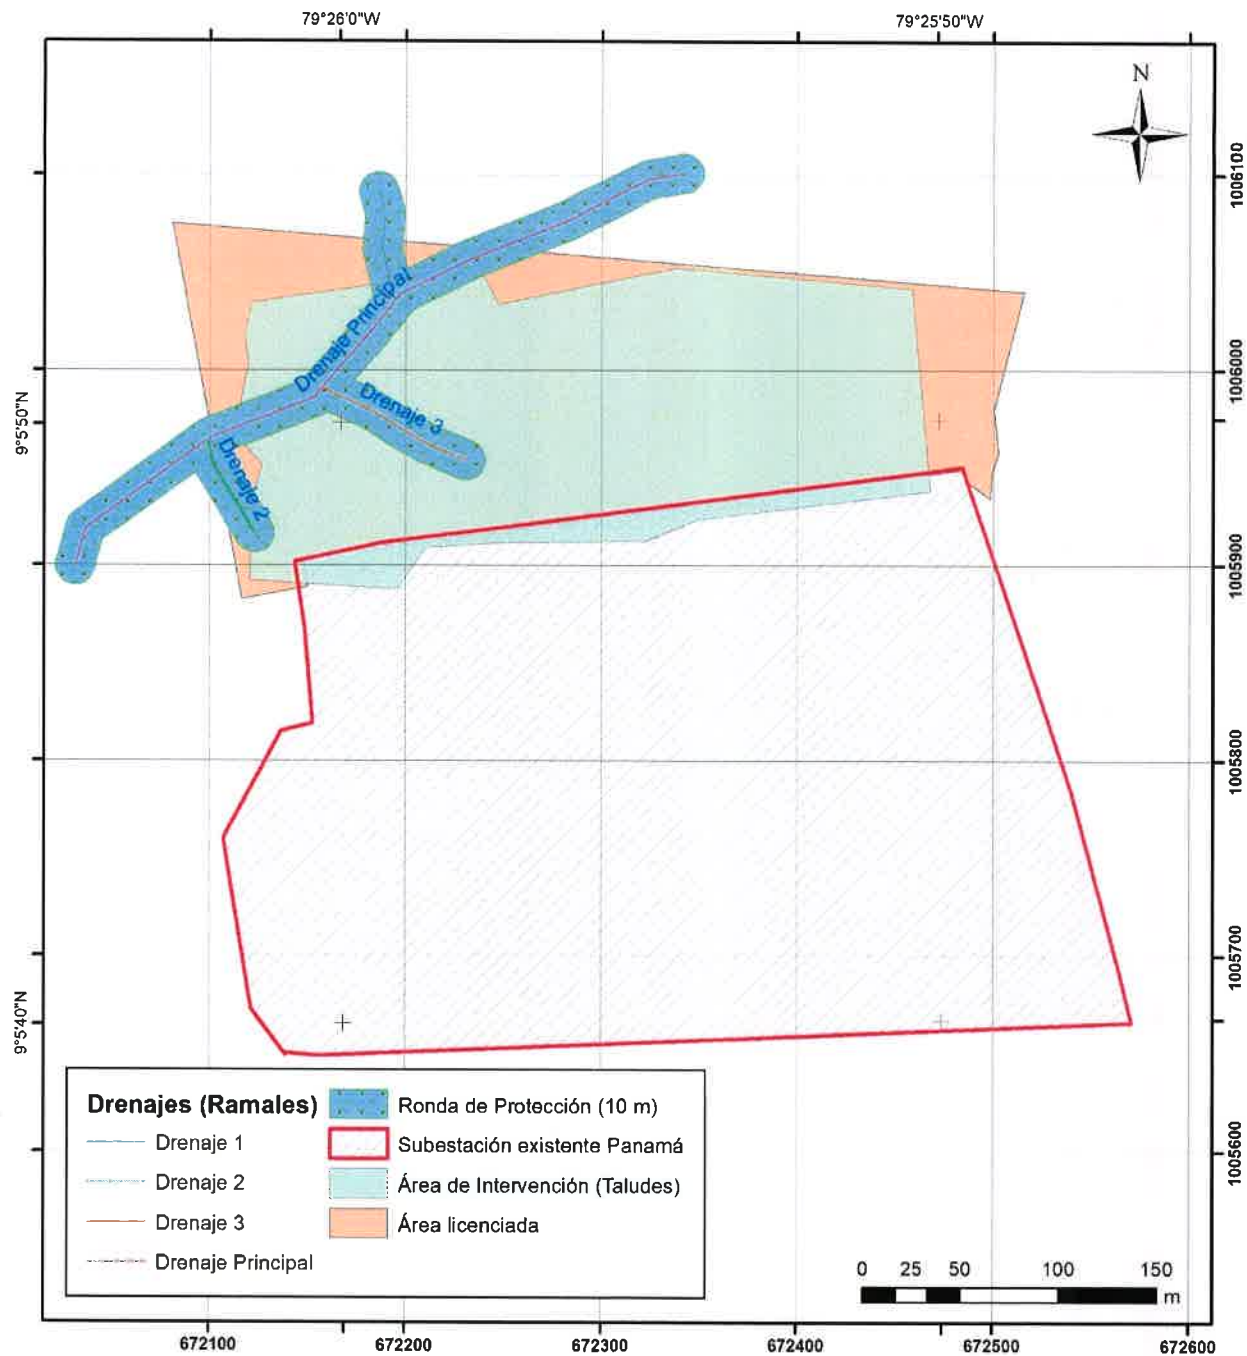 79°26'0"W
79°25'50"W
N
1006100
1006000
1005900
1005800
1005700
1005600
9°5'50"N
9°5'40"N
Drenaje Principal
Drenaje 3
Drenaje 2
Drenajes (Ramales)
Drenaje 1
Drenaje 2
Drenaje 3
Drenaje Principal
Ronda de Protección (10 m)
Subestación existente Panamá
Área de Intervención (Taludes)
Área licenciada
0 25 50 100 150
m
672100 672200 672300 672400 672500 672600